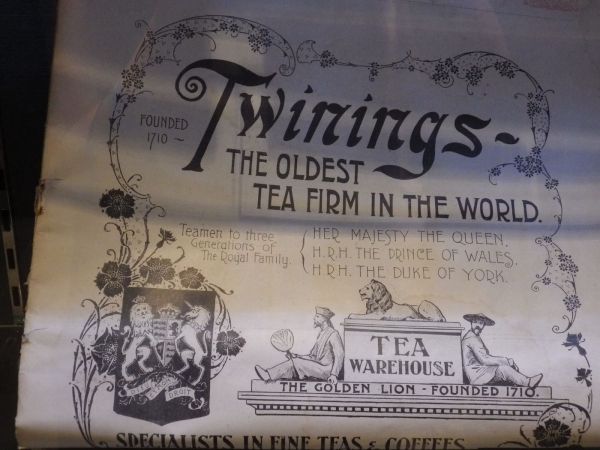 Twinings-
FOUNDED
1710 ~
THE OLDEST
TEA FIRM IN THE WORLD.
Teamen to three
Generations of
The Royal Family.
HER MAJESTY THE QUEEN.
H.R.H. THE PRINCE OF WALES.
H.R.H. THE DUKE OF YORK.
TEA
WAREHOUSE
THE GOLDEN LION - FOUNDED 1710.
DROIT
SPECIALISTS IN FINE TEAS & COFFEES